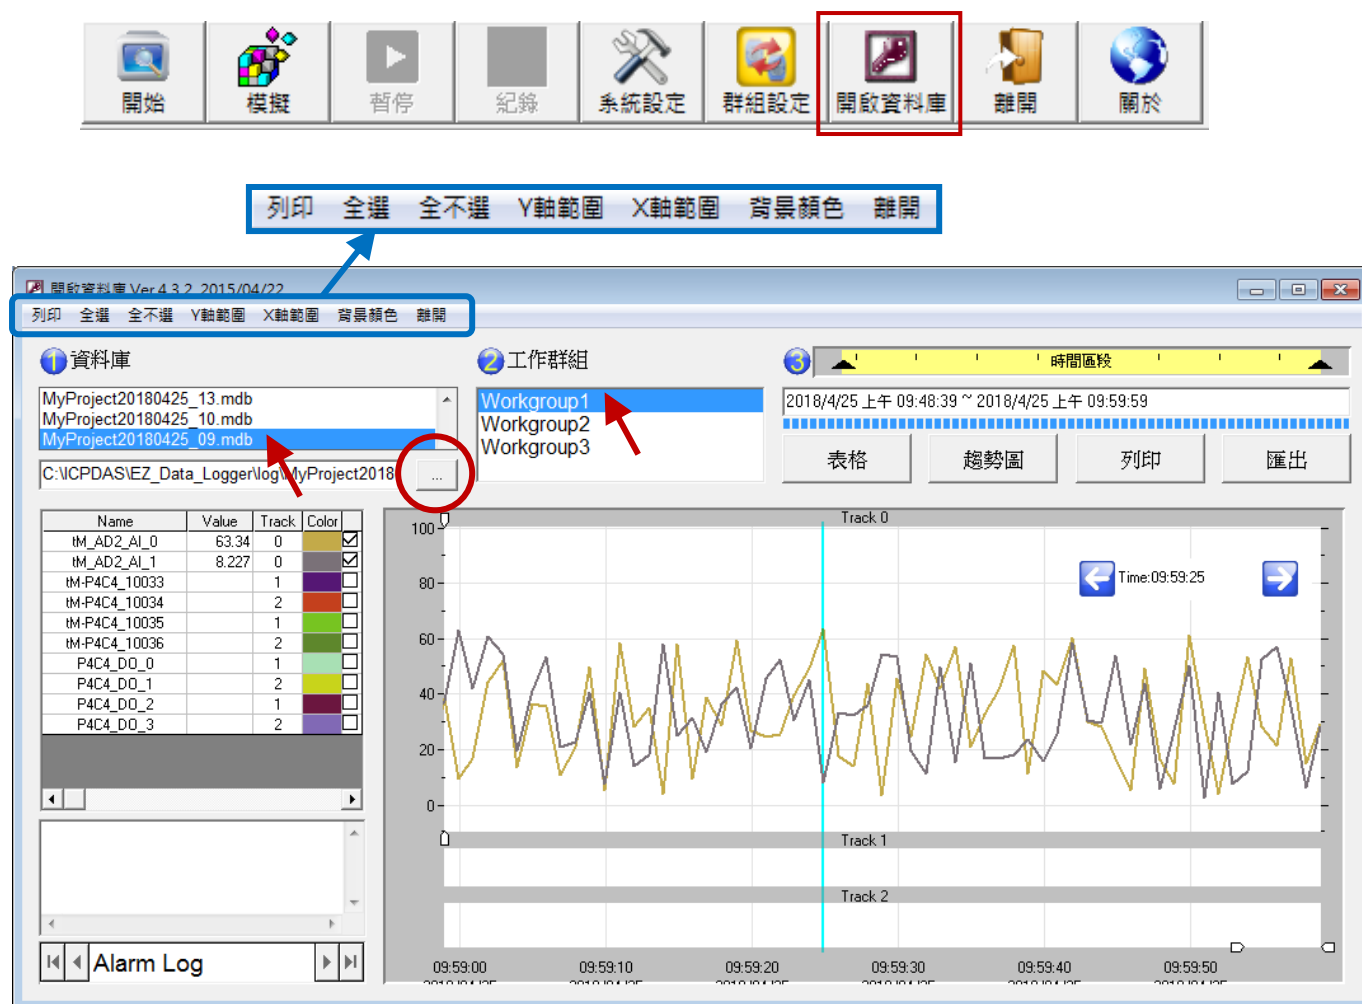 開始 模擬 暫停 紀錄 系統設定 群組設定 開啟資料庫 離開 關於
列印 全選 全不選 Y軸範圍 X軸範圍 背景顏色 離開
開啟資料庫 Ver 4.3.2, 2015/04/22
列印 全選 全不選 Y軸範圍 X軸範圍 背景顏色 離開
1 資料庫
MyProject20180425_13.mdb
MyProject20180425_10.mdb
MyProject20180425_09.mdb
C:\ICPDAS\EZ_Data_Logger\log\MyProject2018 ...
2 工作群組
Workgroup1
Workgroup2
Workgroup3
3 時間區段
2018/4/25 上午 09:48:39 ~ 2018/4/25 上午 09:59:59
表格 趨勢圖 列印 匯出
Name Value Track Color
tM_AD2_AI_0 63.34 0
tM_AD2_AI_1 8.227 0
tM-P4C4_10033 1
tM-P4C4_10034 2
tM-P4C4_10035 1
tM-P4C4_10036 2
P4C4_DO_0 1
P4C4_DO_1 2
P4C4_DO_2 1
P4C4_DO_3 2
Alarm Log
Track 0
Time:09:59:25
100
80
60
40
20
0
Track 1
Track 2
09:59:00 09:59:10 09:59:20 09:59:30 09:59:40 09:59:50